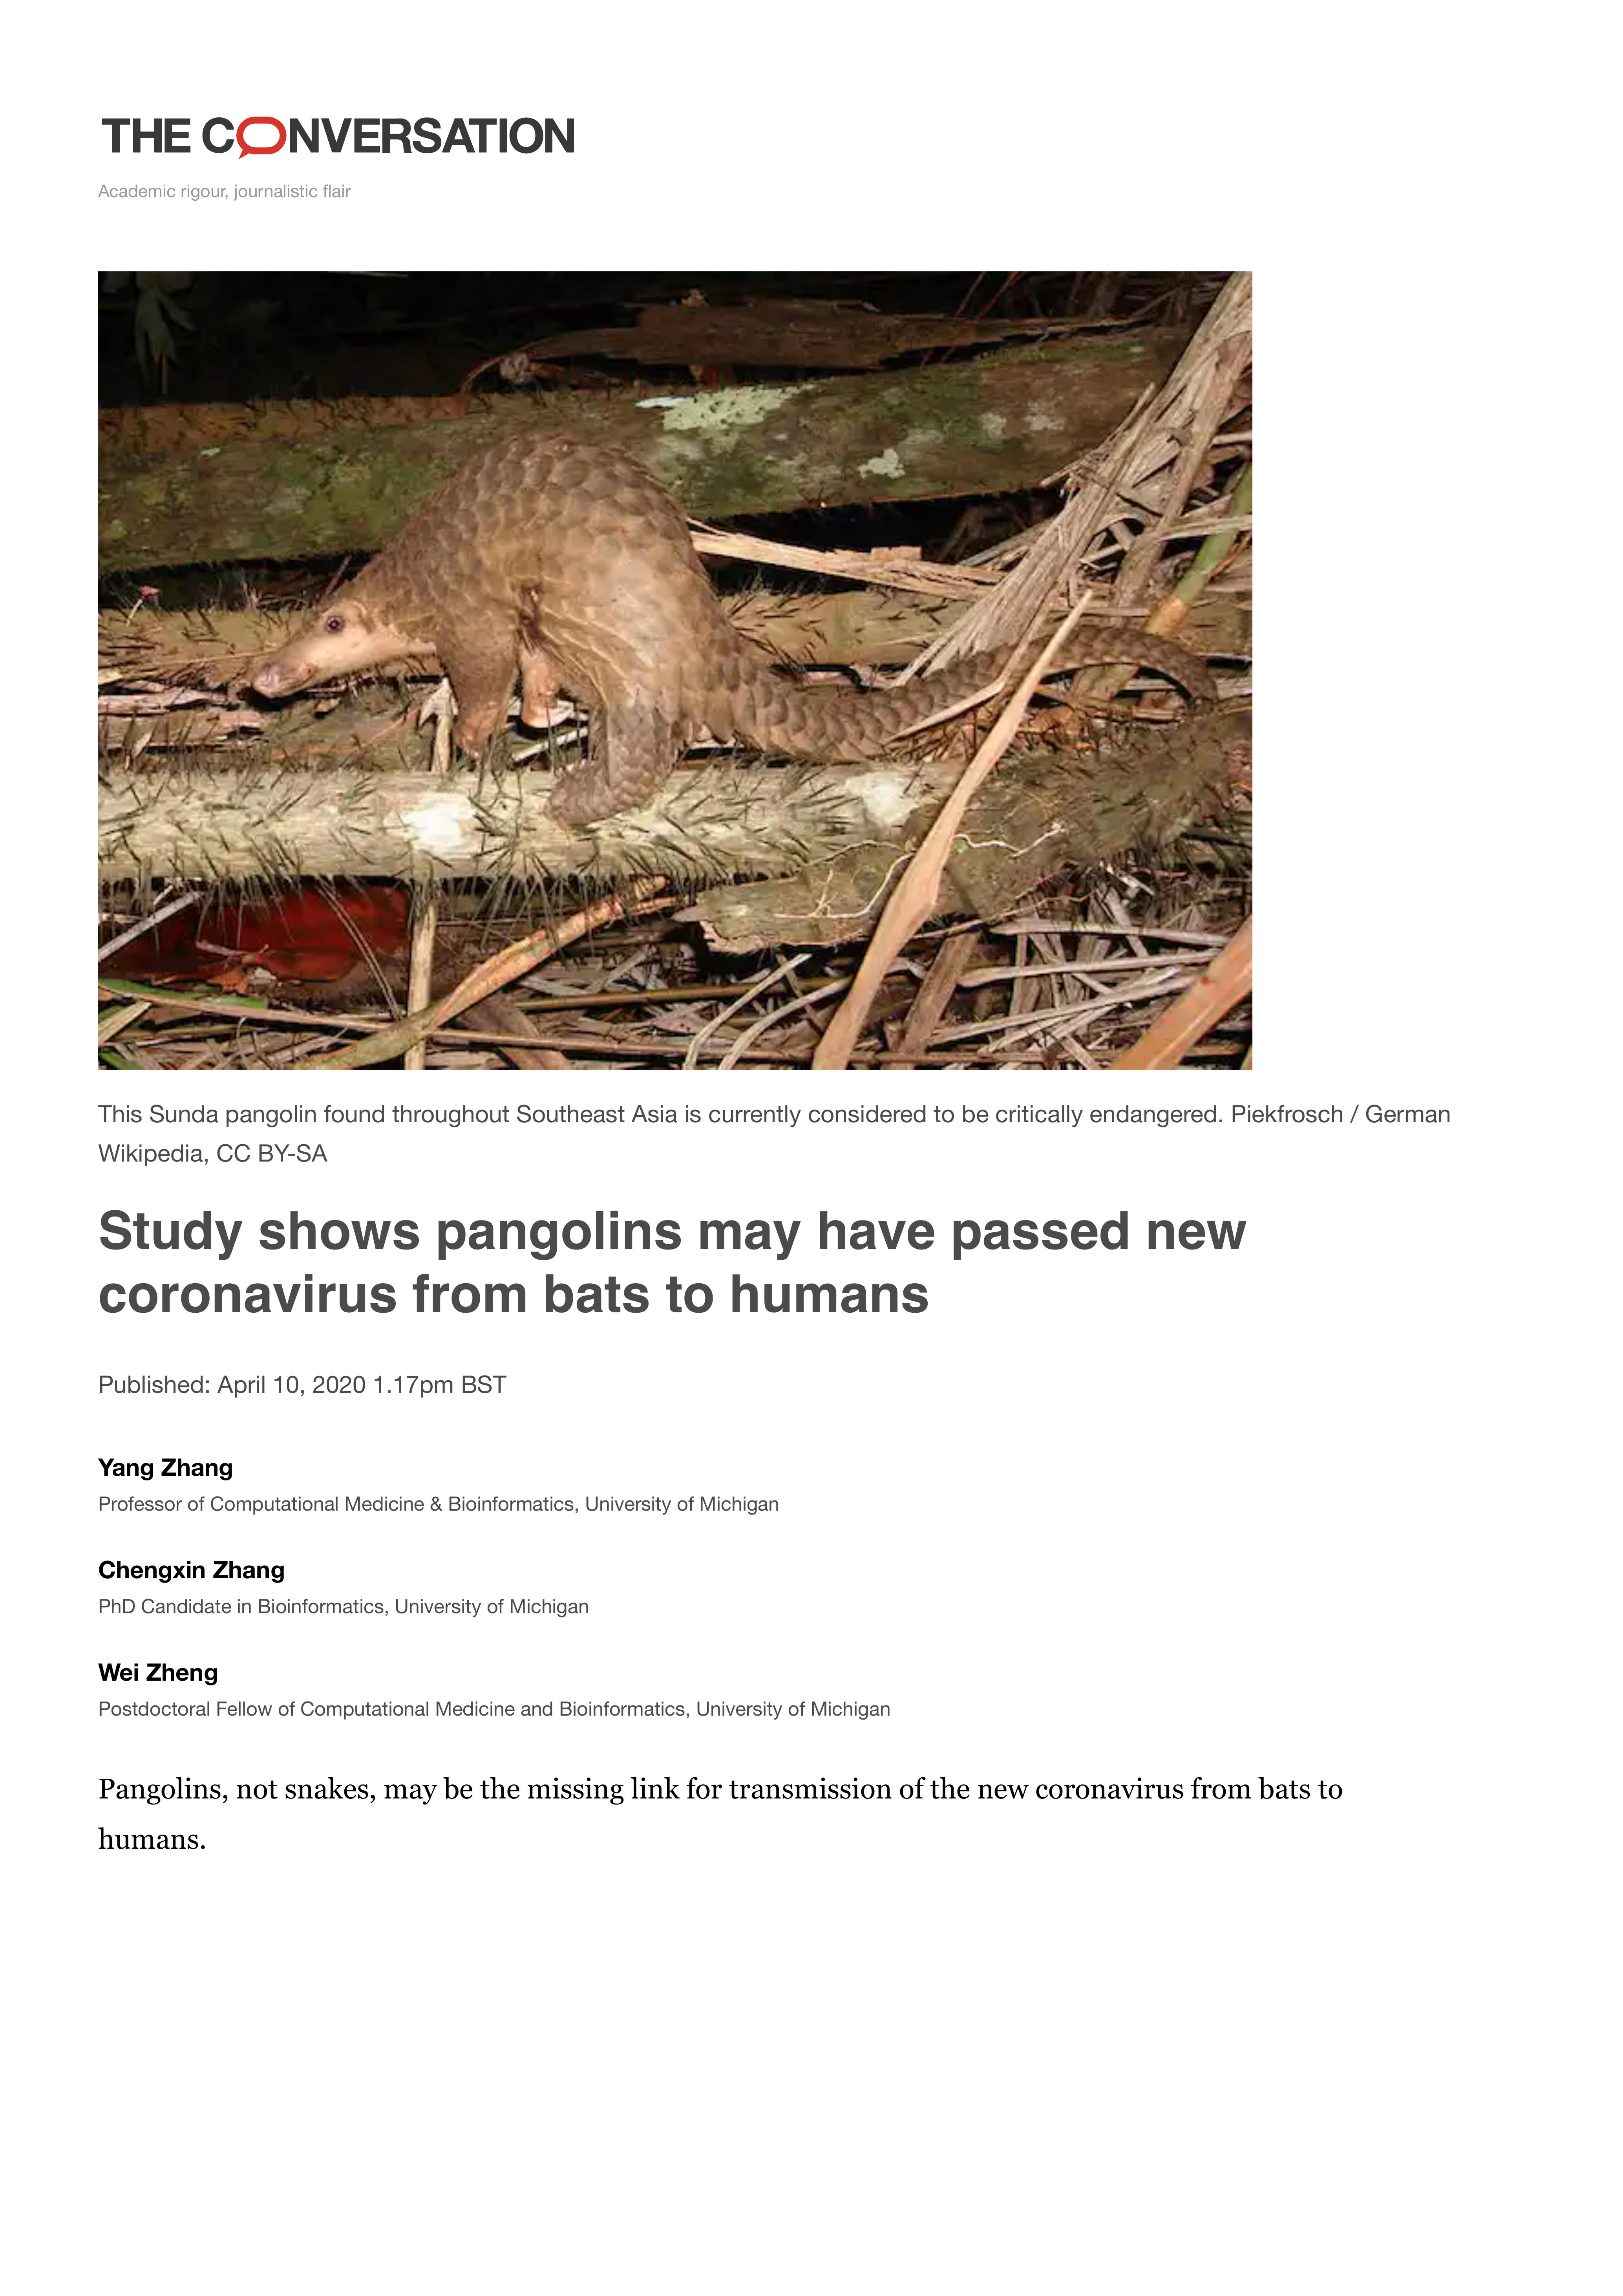 THE CONVERSATION
Academic rigour, journalistic flair
This Sunda pangolin found throughout Southeast Asia is currently considered to be critically endangered. Piekfrosch / German
Wikipedia, CC BY-SA
Study shows pangolins may have passed new
coronavirus from bats to humans
Published: April 10, 2020 1.17pm BST
Yang Zhang
Professor of Computational Medicine & Bioinformatics, University of Michigan
Chengxin Zhang
PhD Candidate in Bioinformatics, University of Michigan
Wei Zheng
Postdoctoral Fellow of Computational Medicine and Bioinformatics, University of Michigan
Pangolins, not snakes, may be the missing link for transmission of the new coronavirus from bats to
humans.